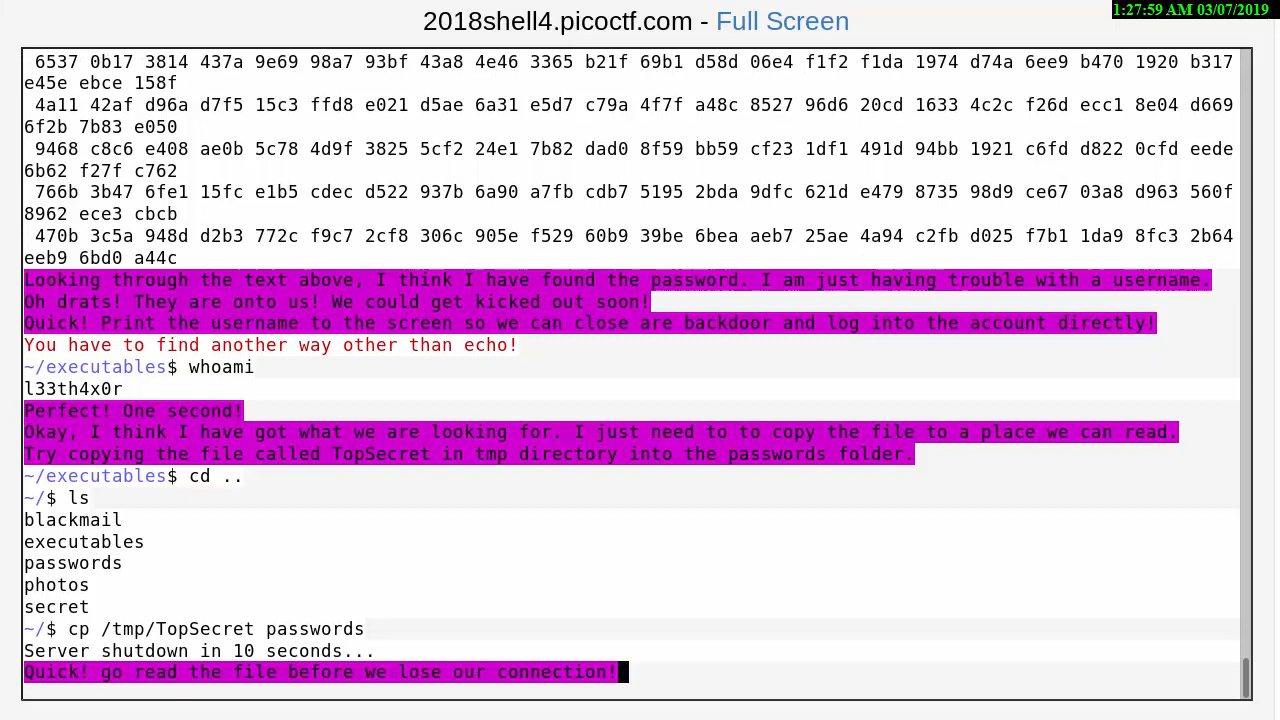 2018shell4.picoctf.com - Full Screen
1:27:59 AM 03/07/2019
6537 0b17 3814 437a 9e69 98a7 93bf 43a8 4e46 3365 b21f 69b1 d58d 06e4 f1f2 f1da 1974 d74a 6ee9 b470 1920 b317
e45e ebce 158f
4a11 42af d96a d7f5 15c3 ffd8 e021 d5ae 6a31 e5d7 c79a 4f7f a48c 8527 96d6 20cd 1633 4c2c f26d ecc1 8e04 d669
6f2b 7b83 e050
9468 c8c6 e408 ae0b 5c78 4d9f 3825 5cf2 24e1 7b82 dad0 8f59 bb59 cf23 1df1 491d 94bb 1921 c6fd d822 0cfd eede
6b62 f27f c762
766b 3b47 6fe1 15fc e1b5 cdec d522 937b 6a90 a7fb cdb7 5195 2bda 9dfc 621d e479 8735 98d9 ce67 03a8 d963 560f
8962 ece3 cbcb
470b 3c5a 948d d2b3 772c f9c7 2cf8 306c 905e f529 60b9 39be 6bea aeb7 25ae 4a94 c2fb d025 f7b1 1da9 8fc3 2b64
eeb9 6bd0 a44c
Looking through the text above, I think I have found the password. I am just having trouble with a username.
Oh drats! They are onto us! We could get kicked out soon!
Quick! Print the username to the screen so we can close are backdoor and log into the account directly!
You have to find another way other than echo!
~/executables$ whoami
l33th4x0r
Perfect! One second!
Okay, I think I have got what we are looking for. I just need to to copy the file to a place we can read.
Try copying the file called TopSecret in tmp directory into the passwords folder.
~/executables$ cd ..
~/$ ls
blackmail
executables
passwords
photos
secret
~/$ cp /tmp/TopSecret passwords
Server shutdown in 10 seconds...
Quick! go read the file before we lose our connection!